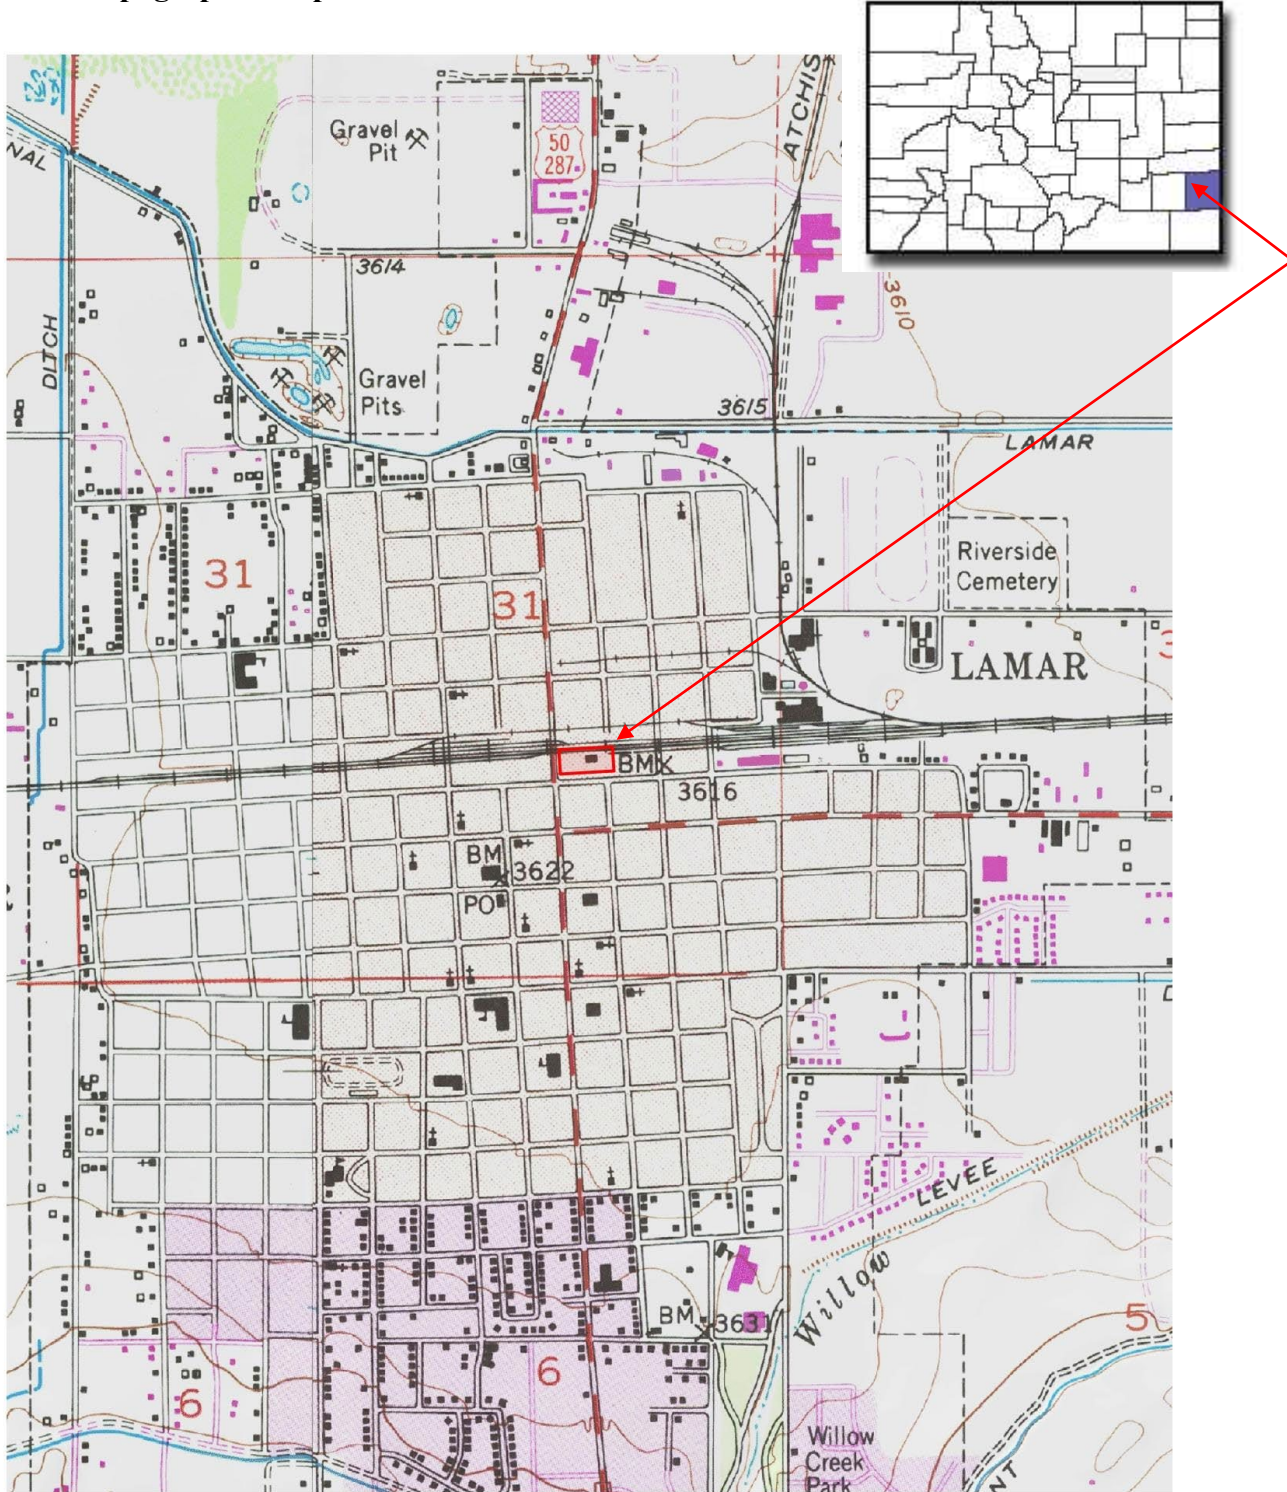 ATCHIS
NAL
Gravel
Pit
50
287
3614
3610
DITCH
Gravel
Pits
3615
LAMAR
31
31
Riverside
Cemetery
LAMAR
BM
3616
BM
3622
PO
LEVEE
Willow
BM
3631
5
6
6
Willow
Creek
Park
NT